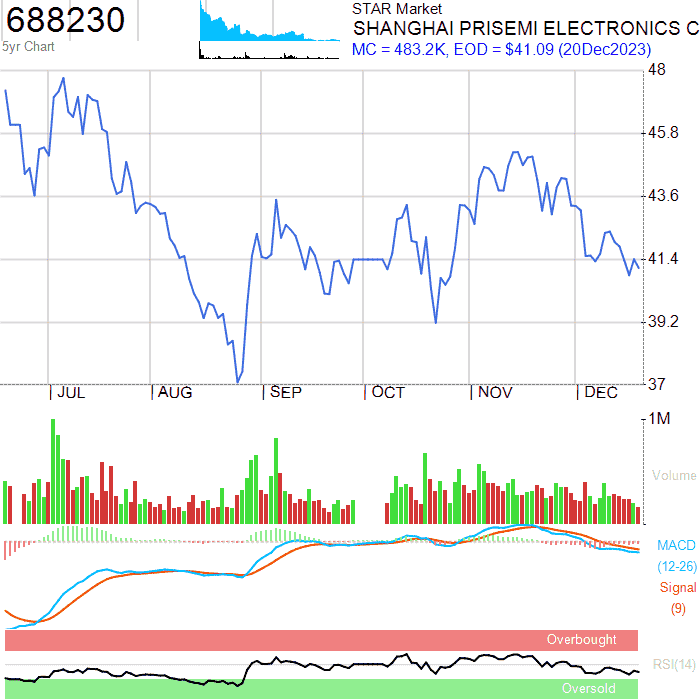 688230
5yr Chart
STAR Market
SHANGHAI PRISEMI ELECTRONICS C
MC = 483.2K, EOD = $41.09 (20Dec2023)
48
45.8
43.6
41.4
39.2
37
JUL AUG SEP OCT NOV DEC
1M
Volume
MACD
(12-26)
Signal
(9)
Overbought
RSI(14)
Oversold